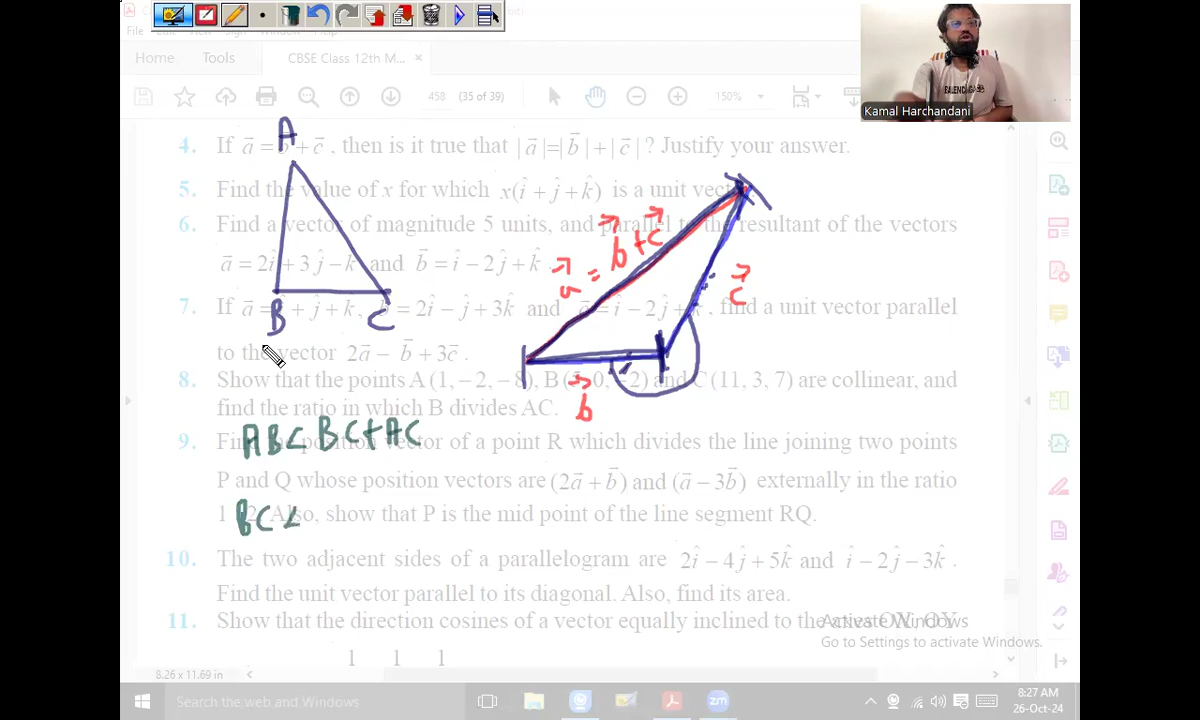 File
Home
Tools
CBSE Class 12th M...
×
458
(35 of 39)
150%
Kamal Harchandani
BALENCIAGA
A
4. If a⃗ = b⃗ + c⃗ , then is it true that |a⃗|=|b⃗|+|c⃗| ? Justify your answer.
5. Find the value of x for which x(î + ĵ + k̂) is a unit vector.
6. Find a vector of magnitude 5 units, and parallel to the resultant of the vectors
a⃗ = 2î + 3ĵ − k̂ and b⃗ = î − 2ĵ + k̂
a⃗ = b⃗ + c⃗
c⃗
7. If a⃗ = î + ĵ + k̂, b⃗ = 2î − ĵ + 3k̂ and = î − 2ĵ + k̂, find a unit vector parallel
B C
to the vector 2a⃗ − b⃗ + 3c⃗ .
8. Show that the points A (1, − 2, − 8), B ( 0, − 2) and C (11, 3, 7) are collinear, and
b⃗
find the ratio in which B divides AC.
AB < BC + AC
9. Find the position vector of a point R which divides the line joining two points
P and Q whose position vectors are (2a⃗ + b⃗) and (a⃗ − 3b⃗) externally in the ratio
BC <
1 : 2. Also, show that P is the mid point of the line segment RQ.
10. The two adjacent sides of a parallelogram are 2î − 4ĵ + 5k̂ and î − 2ĵ − 3k̂ .
Find the unit vector parallel to its diagonal. Also, find its area.
11. Show that the direction cosines of a vector equally inclined to the axes OX, OY
1 1 1
Activate Windows
Go to Settings to activate Windows.
8.26 x 11.69 in
Search the web and Windows
zm
8:27 AM
26-Oct-24